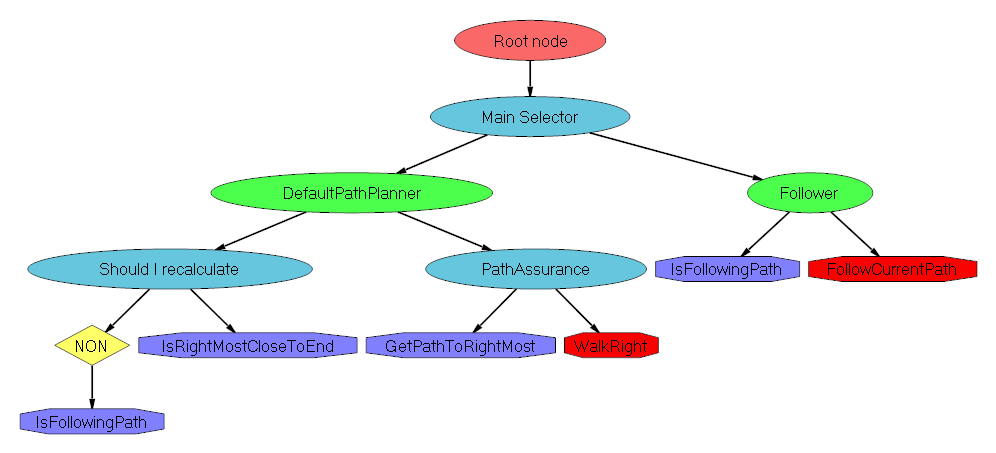 Root node
Main Selector
DefaultPathPlanner
Follower
Should I recalculate
PathAssurance
IsFollowingPath
FollowCurrentPath
NON
IsRightMostCloseToEnd
GetPathToRightMost
WalkRight
IsFollowingPath